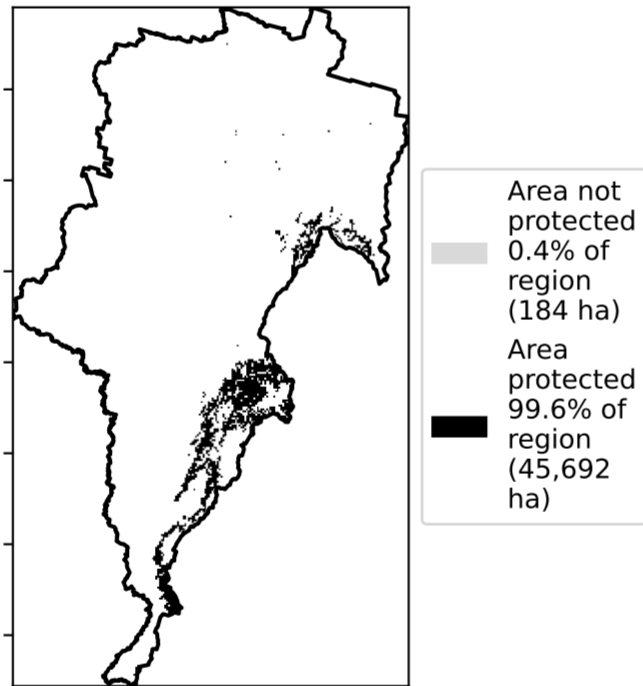 Area not
protected
0.4% of
region
(184 ha)
Area
protected
99.6% of
region
(45,692
ha)